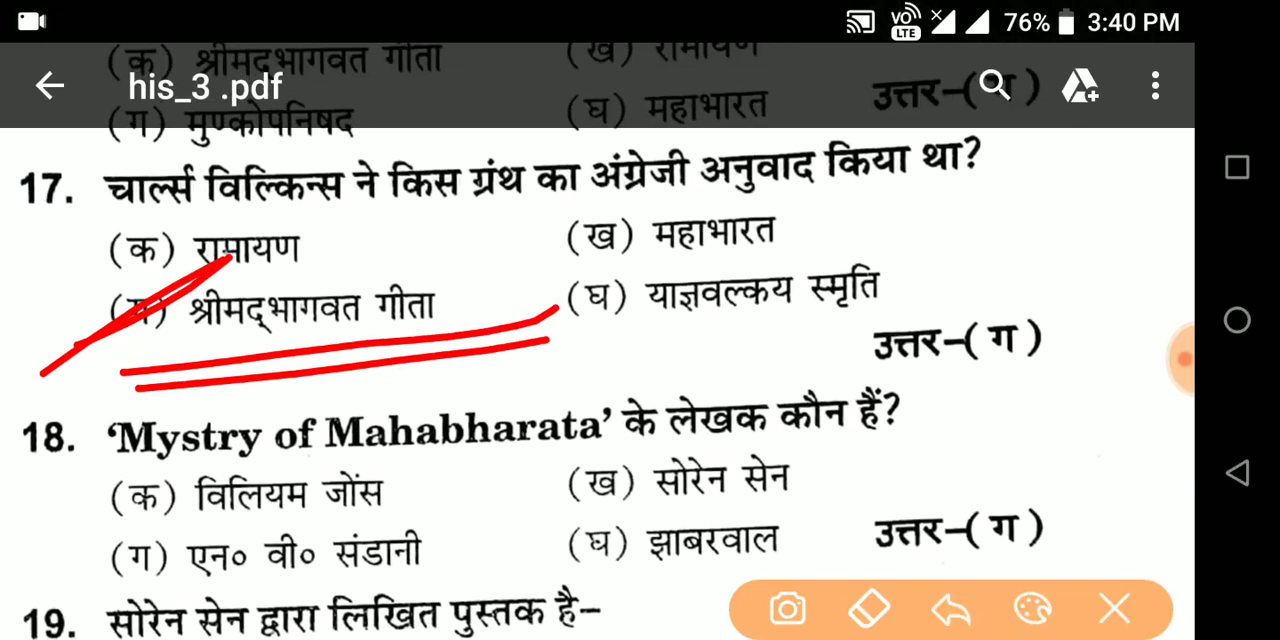 VO
LTE
76%
3:40 PM
(क) श्रीमद्‌भागवत गीता (ख) रामायण
his_3 .pdf
(ग) मुण्कोपनिषद (घ) महाभारत उत्तर–(ग)
17. चार्ल्स विल्किन्स ने किस ग्रंथ का अंग्रेजी अनुवाद किया था?
(क) रामायण (ख) महाभारत
(ग) श्रीमद्‌भागवत गीता (घ) याज्ञवल्कय स्मृति
उत्तर–(ग)
18. ‘Mystry of Mahabharata’ के लेखक कौन हैं?
(क) विलियम जोंस (ख) सोरेन सेन
(ग) एन० वी० संडानी (घ) झाबरवाल उत्तर–(ग)
19. सोरेन सेन द्वारा लिखित पुस्तक है–